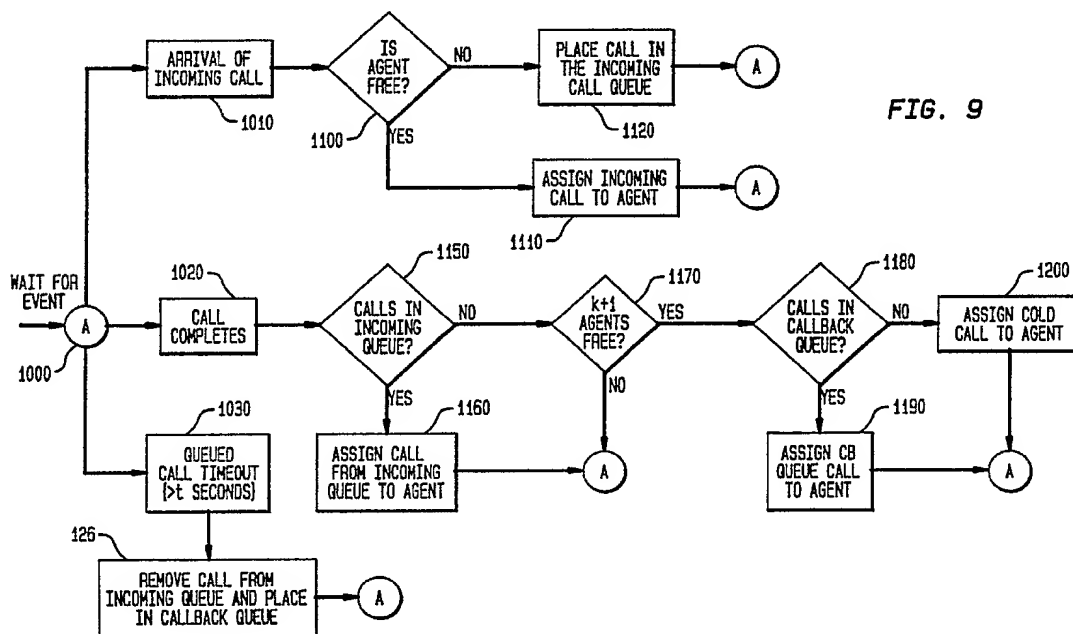 ARRIVAL OF
INCOMING CALL
1010
IS
AGENT
FREE?
1100
NO
YES
PLACE CALL IN
THE INCOMING
CALL QUEUE
1120
A
FIG. 9
ASSIGN INCOMING
CALL TO AGENT
1110
A
WAIT FOR
EVENT
A
1000
1020
CALL
COMPLETES
1150
CALLS IN
INCOMING
QUEUE?
NO
YES
1170
k+1
AGENTS
FREE?
YES
NO
1180
CALLS IN
CALLBACK
QUEUE?
NO
YES
1200
ASSIGN COLD
CALL TO AGENT
1160
ASSIGN CALL
FROM INCOMING
QUEUE TO AGENT
A
1190
ASSIGN CB
QUEUE CALL
TO AGENT
A
1030
QUEUED
CALL TIMEOUT
(>t SECONDS)
126
REMOVE CALL FROM
INCOMING QUEUE AND PLACE
IN CALLBACK QUEUE
A